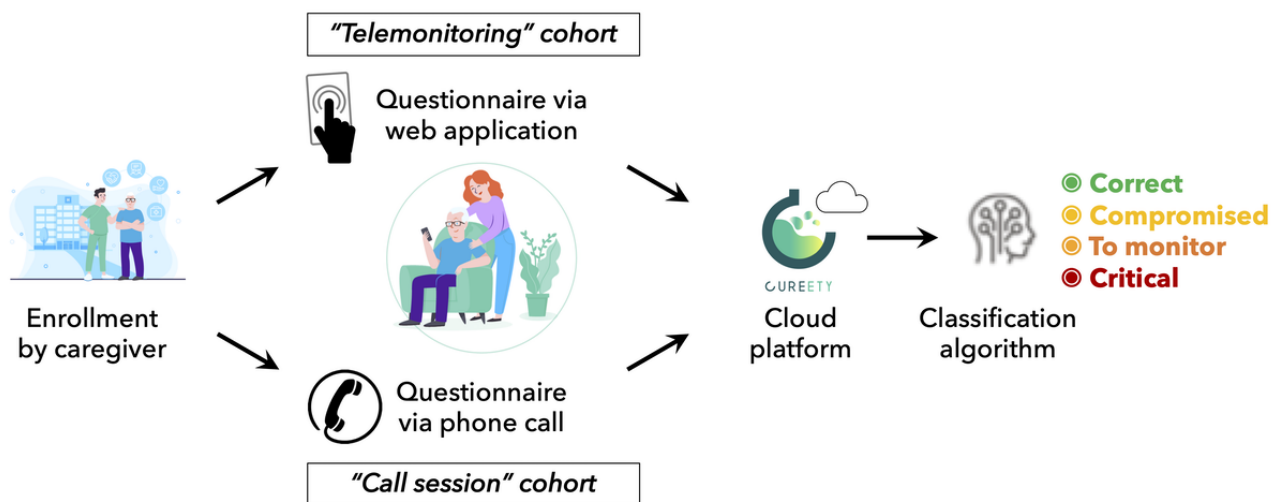 “Telemonitoring” cohort
Questionnaire via
web application
Enrollment
by caregiver
Questionnaire
via phone call
“Call session” cohort
CUREETY
Cloud
platform
Classification
algorithm
Correct
Compromised
To monitor
Critical